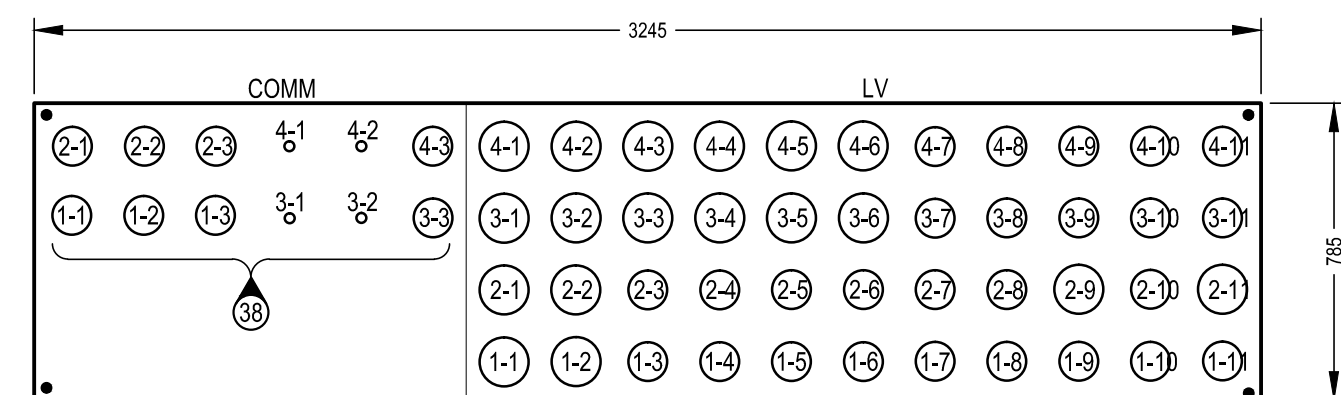 3245
COMM LV
2-1 2-2 2-3 4-1 4-2 4-3 4-1 4-2 4-3 4-4 4-5 4-6 4-7 4-8 4-9 4-10 4-11
1-1 1-2 1-3 3-1 3-2 3-3 3-1 3-2 3-3 3-4 3-5 3-6 3-7 3-8 3-9 3-10 3-11
785
2-1 2-2 2-3 2-4 2-5 2-6 2-7 2-8 2-9 2-10 2-11
38
1-1 1-2 1-3 1-4 1-5 1-6 1-7 1-8 1-9 1-10 1-11